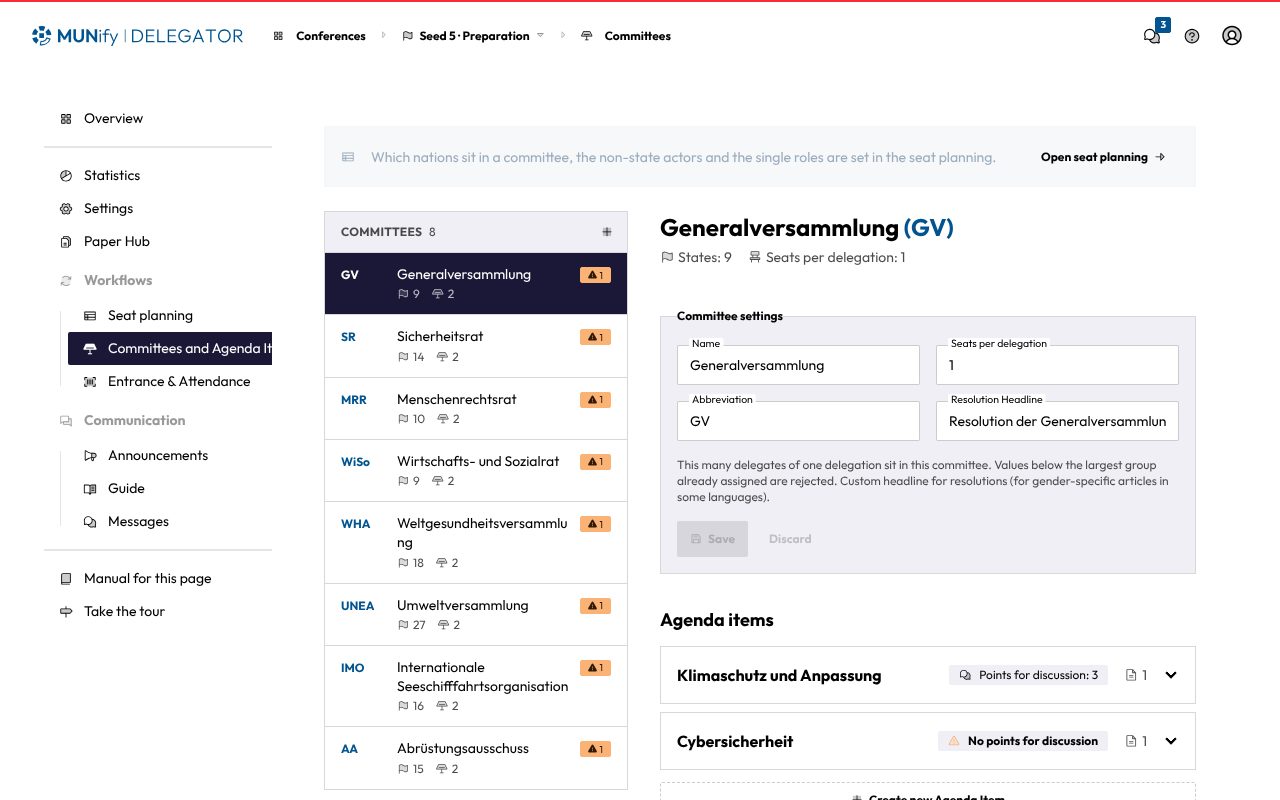 MUNify | DELEGATOR
Conferences
Seed 5 · Preparation
Committees
3
Overview
Statistics
Settings
Paper Hub
Workflows
Seat planning
Committees and Agenda It
Entrance & Attendance
Communication
Announcements
Guide
Messages
Manual for this page
Take the tour
Which nations sit in a committee, the non-state actors and the single roles are set in the seat planning.
Open seat planning
COMMITTEES 8
GV Generalversammlung 1
9 2
SR Sicherheitsrat 1
14 2
MRR Menschenrechtsrat 1
10 2
WiSo Wirtschafts- und Sozialrat 1
9 2
WHA Weltgesundheitsversammlu 1
ng
18 2
UNEA Umweltversammlung 1
27 2
IMO Internationale 1
Seeschifffahrtsorganisation
16 2
AA Abrüstungsausschuss 1
15 2
Generalversammlung (GV)
States: 9 Seats per delegation: 1
Committee settings
Name
Generalversammlung
Seats per delegation
1
Abbreviation
GV
Resolution Headline
Resolution der Generalversammlun
This many delegates of one delegation sit in this committee. Values below the largest group
already assigned are rejected. Custom headline for resolutions (for gender-specific articles in
some languages).
Save Discard
Agenda items
Klimaschutz und Anpassung Points for discussion: 3 1
Cybersicherheit No points for discussion 1
Create new Agenda Item